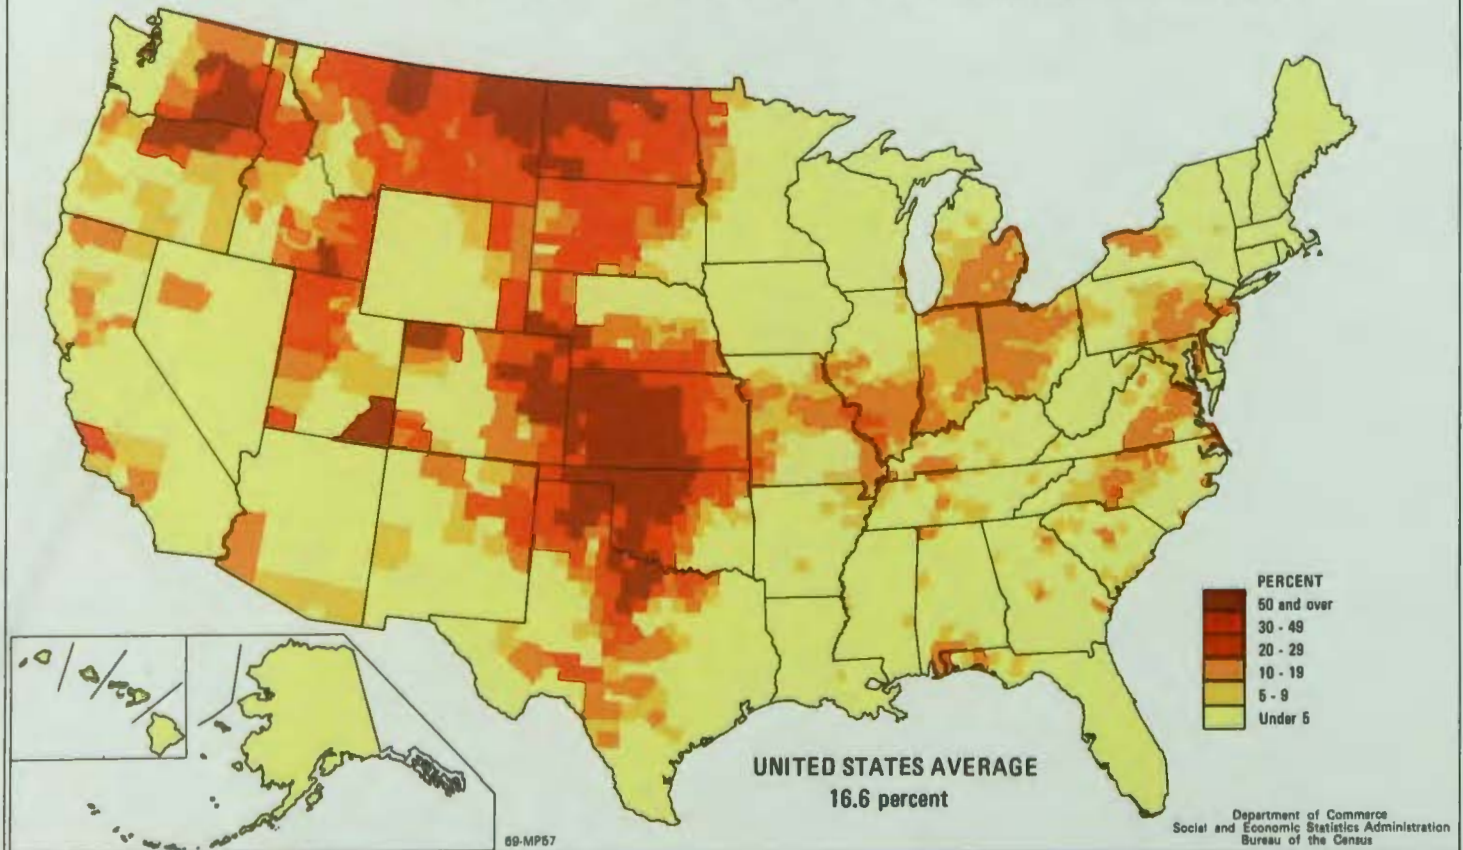 PERCENT
50 and over
30 - 49
20 - 29
10 - 19
5 - 9
Under 5
UNITED STATES AVERAGE
16.6 percent
69-MP57
Department of Commerce
Social and Economic Statistics Administration
Bureau of the Census